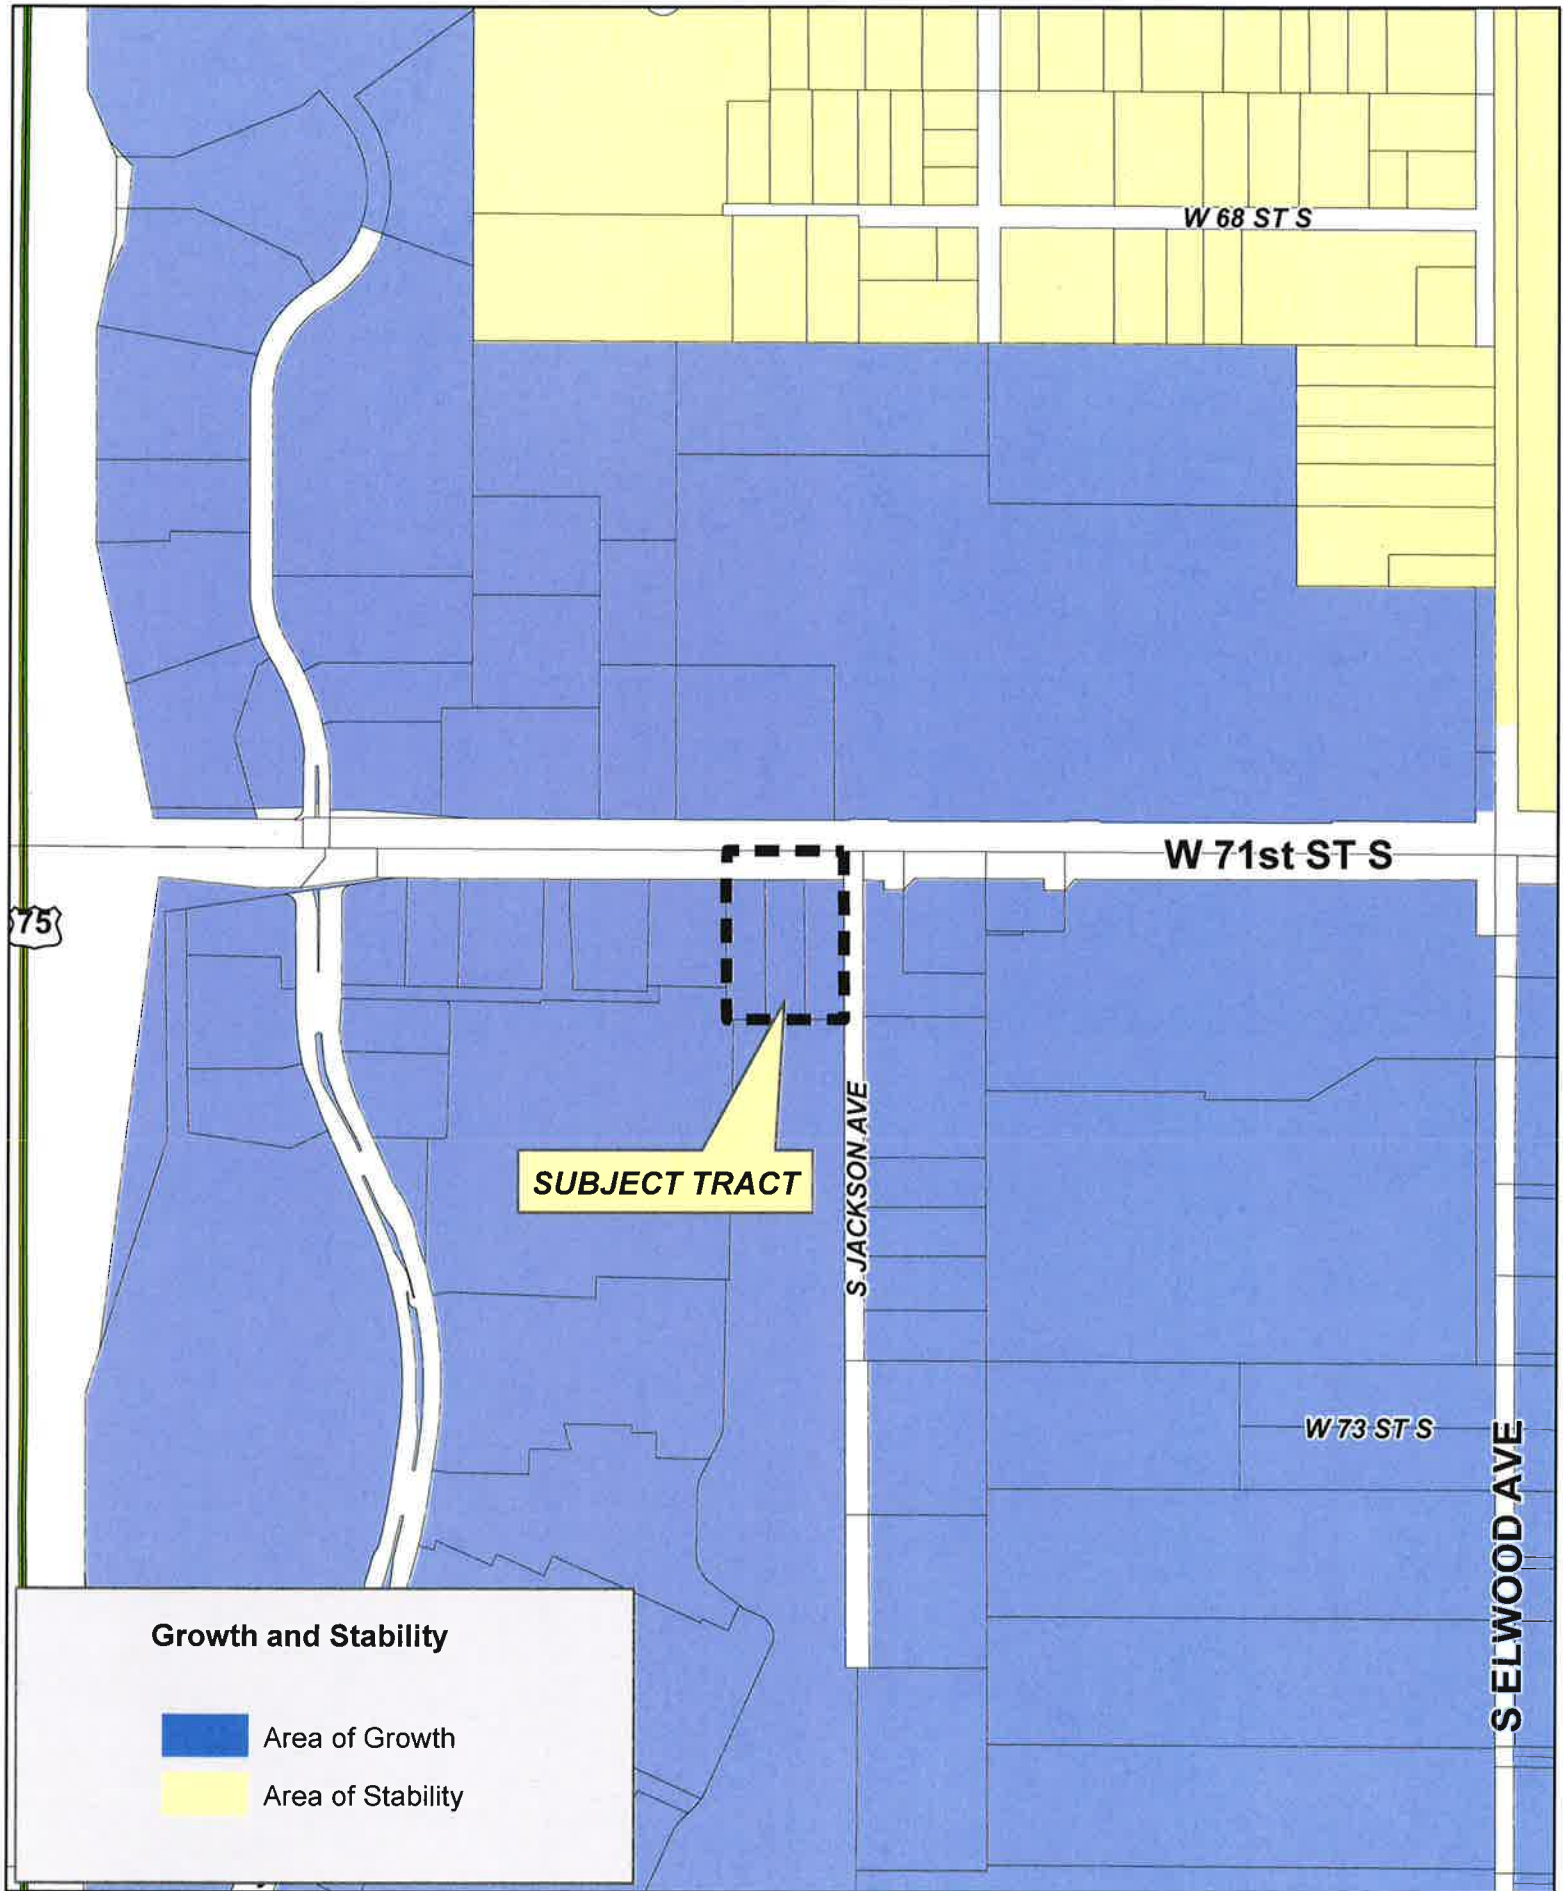 W 68 ST S
W 71st ST S
75
SUBJECT TRACT
S JACKSON AVE
W 73 ST S
S ELWOOD AVE
Growth and Stability
Area of Growth
Area of Stability